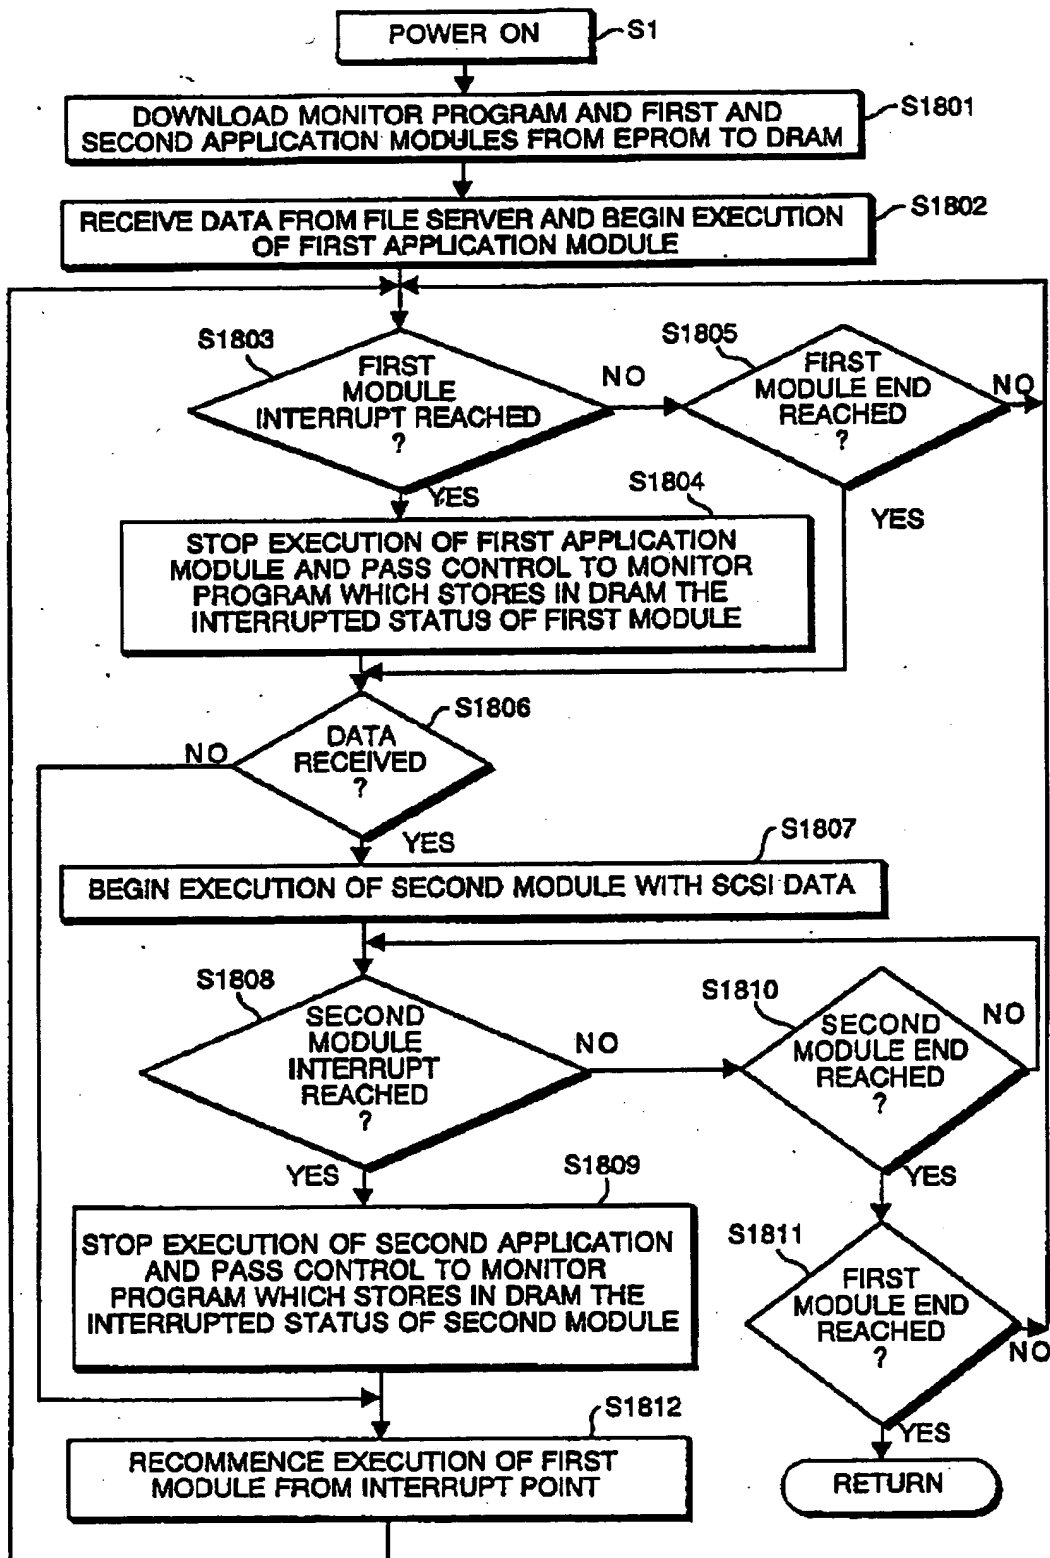 POWER ON
S1
DOWNLOAD MONITOR PROGRAM AND FIRST AND
SECOND APPLICATION MODULES FROM EPROM TO DRAM
S1801
RECEIVE DATA FROM FILE SERVER AND BEGIN EXECUTION
OF FIRST APPLICATION MODULE
S1802
S1803
FIRST
MODULE
INTERRUPT REACHED
?
NO
YES
S1805
FIRST
MODULE END
REACHED
?
NO
YES
S1804
STOP EXECUTION OF FIRST APPLICATION
MODULE AND PASS CONTROL TO MONITOR
PROGRAM WHICH STORES IN DRAM THE
INTERRUPTED STATUS OF FIRST MODULE
S1806
DATA
RECEIVED
?
NO
YES
S1807
BEGIN EXECUTION OF SECOND MODULE WITH SCSI DATA
S1808
SECOND
MODULE
INTERRUPT
REACHED
?
NO
YES
S1810
SECOND
MODULE END
REACHED
?
NO
YES
S1809
STOP EXECUTION OF SECOND APPLICATION
AND PASS CONTROL TO MONITOR
PROGRAM WHICH STORES IN DRAM THE
INTERRUPTED STATUS OF SECOND MODULE
S1811
FIRST
MODULE END
REACHED
?
NO
YES
S1812
RECOMMENCE EXECUTION OF FIRST
MODULE FROM INTERRUPT POINT
RETURN